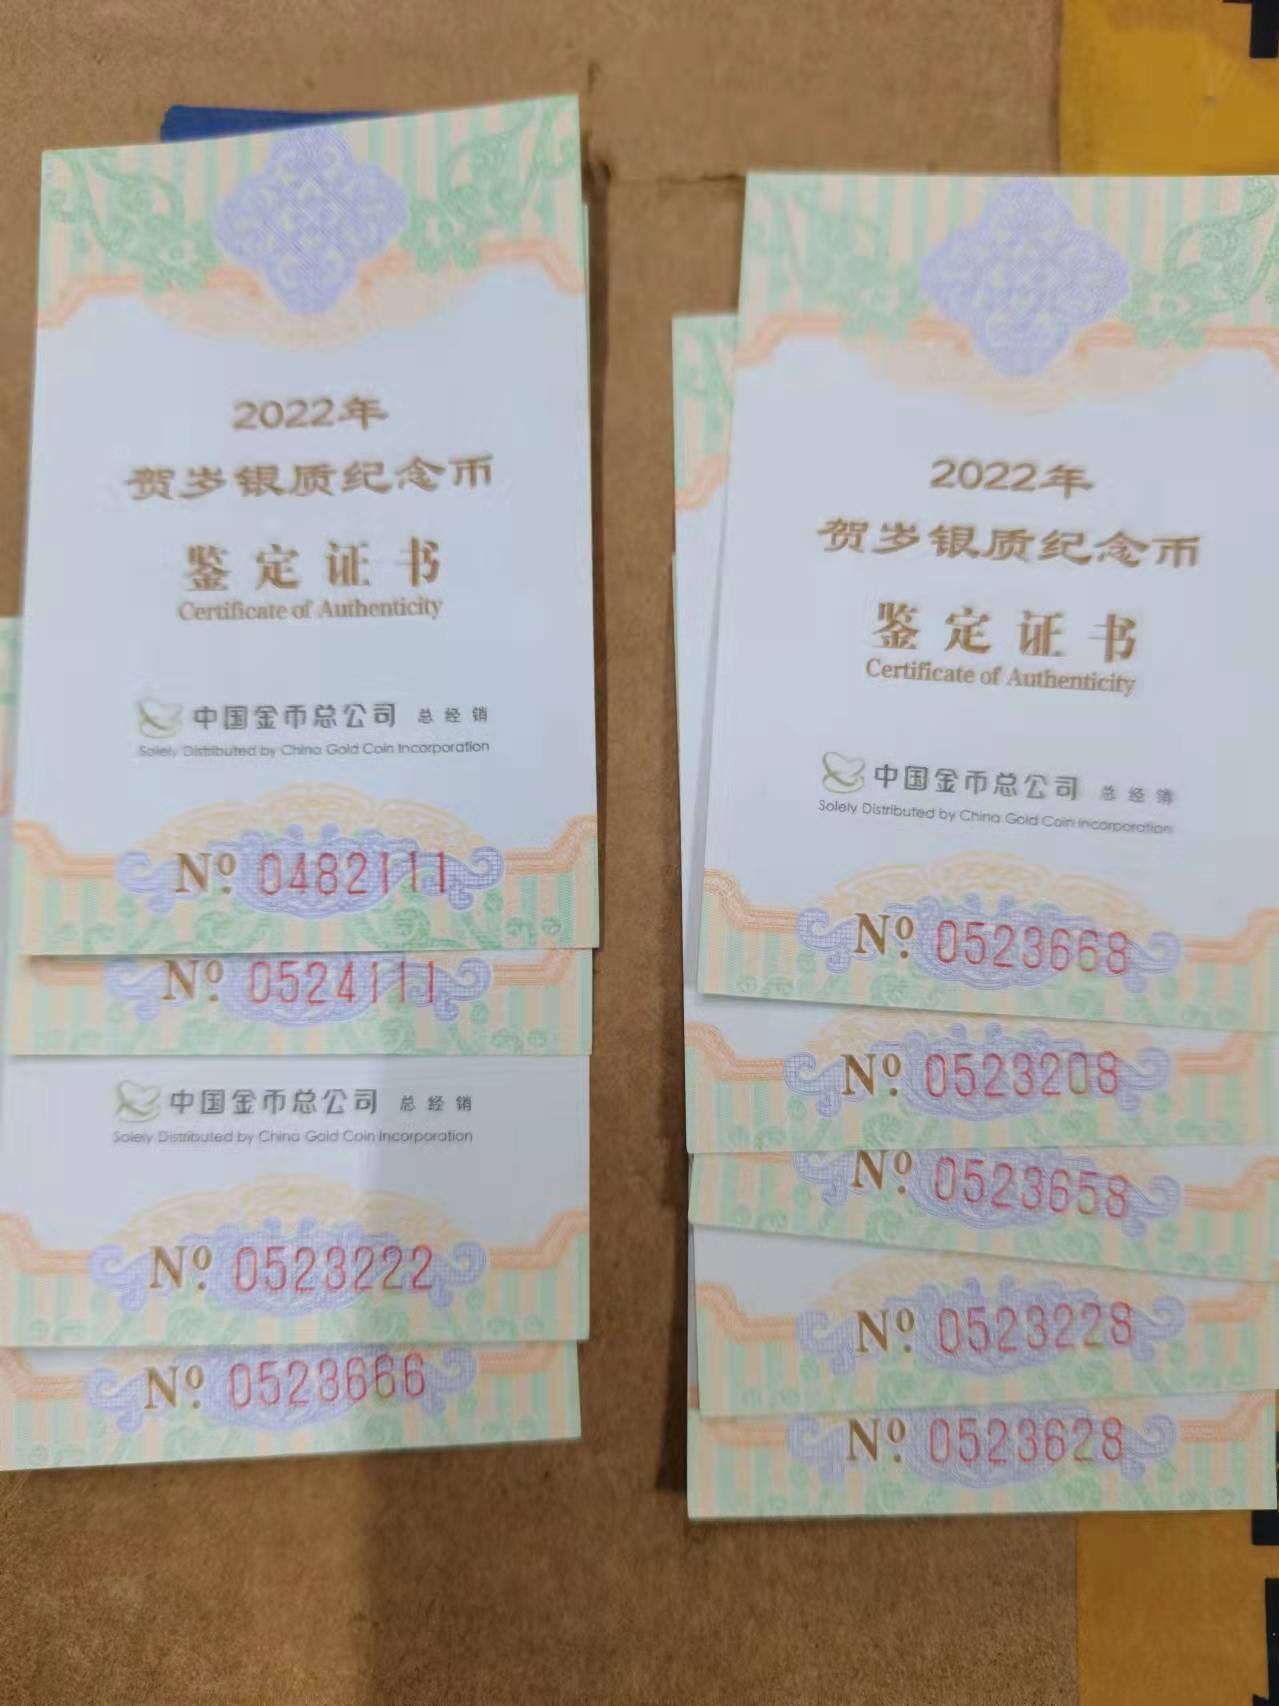 2022年
贺岁银质纪念币
鉴定证书
Certificate of Authenticity
中国金币总公司 总经销
Solely Distributed by China Gold Coin Incorporation
Nº 0482111
Nº 0524111
中国金币总公司 总经销
Solely Distributed by China Gold Coin Incorporation
Nº 0523222
Nº 0523666
2022年
贺岁银质纪念币
鉴定证书
Certificate of Authenticity
中国金币总公司 总经销
Solely Distributed by China Gold Coin Incorporation
Nº 0523668
Nº 0523208
Nº 0523658
Nº 0523228
Nº 0523628